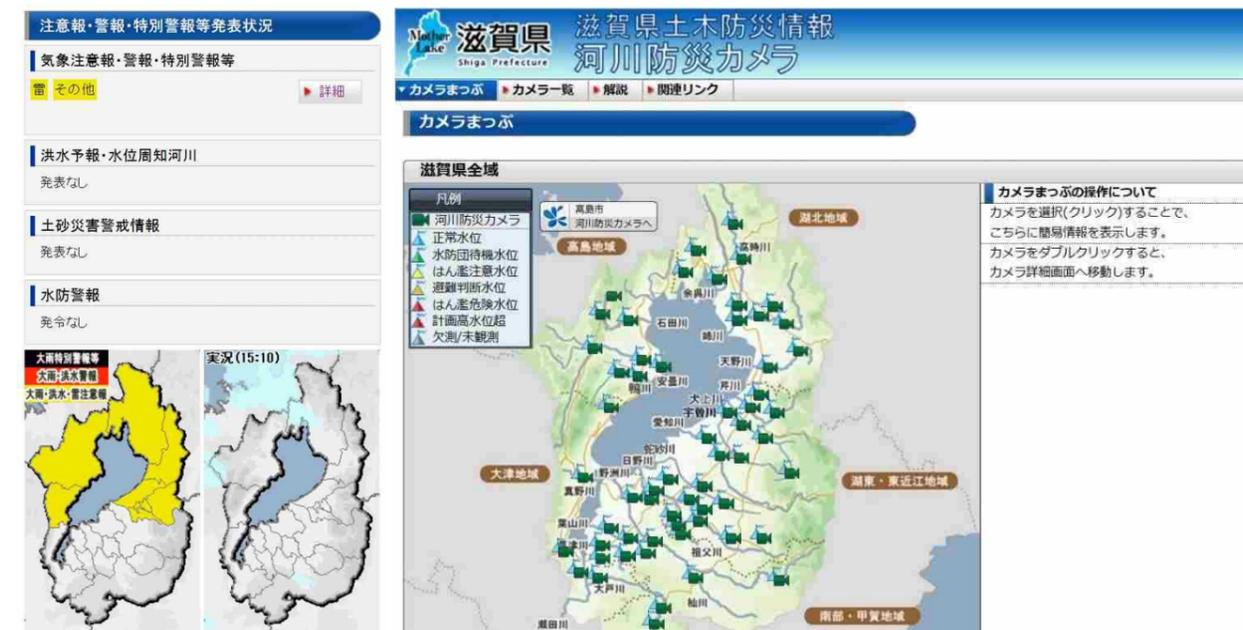 注意報・警報・特別警報等発表状況
気象注意報・警報・特別警報等
雷 その他
詳細
洪水予報・水位周知河川
発表なし
土砂災害警戒情報
発表なし
水防警報
発令なし
大雨特別警報等
大雨・洪水警報
大雨・洪水・雷注意報
実況(15:10)
Mother Lake
滋賀県
Shiga Prefecture
滋賀県土木防災情報
河川防災カメラ
カメラまっぷ
カメラ一覧
解説
関連リンク
カメラまっぷ
滋賀県全域
凡例
河川防災カメラ
正常水位
水防団待機水位
はん濫注意水位
避難判断水位
はん濫危険水位
計画高水位超
欠測/未観測
高島市
河川防災カメラへ
湖北地域
高島地域
高時川
余呉川
石田川
姉川
天野川
安曇川
鴨川
芹川
犬上川
宇曽川
愛知川
蛇砂川
日野川
大津地域
野洲川
湖東・東近江地域
真野川
葉山川
草津川
祖父川
大戸川
杣川
南部・甲賀地域
瀬田川
カメラまっぷの操作について
カメラを選択(クリック)することで、
こちらに簡易情報を表示します。
カメラをダブルクリックすると、
カメラ詳細画面へ移動します。